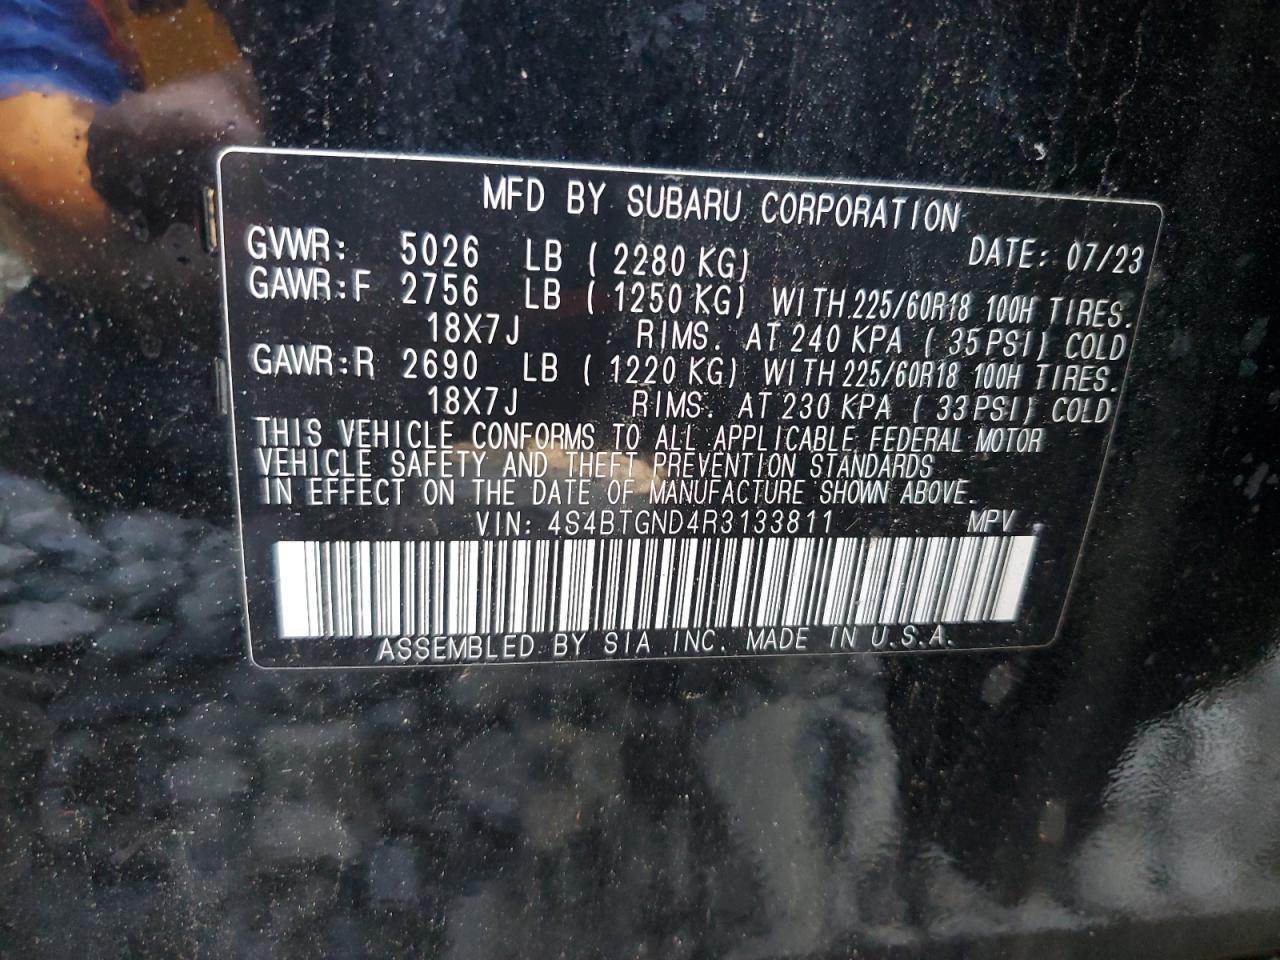 MFD BY SUBARU CORPORATION
DATE: 07/23
GVWR: 5026 LB ( 2280 KG)
GAWR:F 2756 LB ( 1250 KG) WITH 225/60R18 100H TIRES.
18X7J RIMS. AT 240 KPA ( 35 PSI) COLD
GAWR:R 2690 LB ( 1220 KG) WITH 225/60R18 100H TIRES.
18X7J RIMS. AT 230 KPA ( 33 PSI) COLD
THIS VEHICLE CONFORMS TO ALL APPLICABLE FEDERAL MOTOR
VEHICLE SAFETY AND THEFT PREVENTION STANDARDS
IN EFFECT ON THE DATE OF MANUFACTURE SHOWN ABOVE.
VIN: 4S4BTGND4R3133811 MPV
ASSEMBLED BY SIA INC. MADE IN U.S.A.